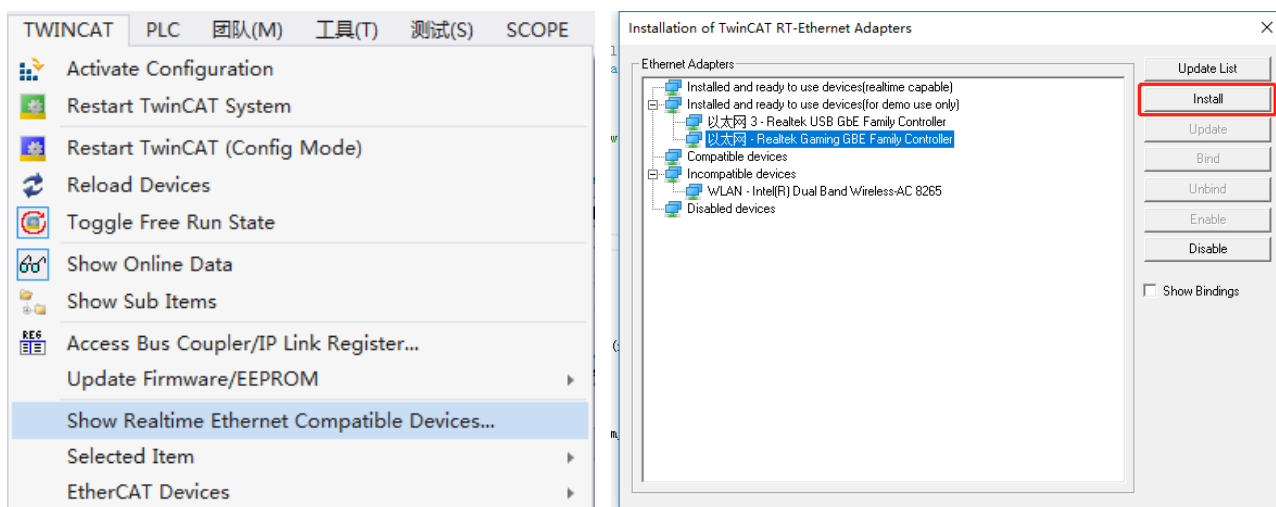 TWINCAT PLC 团队(M) 工具(T) 测试(S) SCOPE
Activate Configuration
Restart TwinCAT System
Restart TwinCAT (Config Mode)
Reload Devices
Toggle Free Run State
Show Online Data
Show Sub Items
REG
Access Bus Coupler/IP Link Register...
Update Firmware/EEPROM
Show Realtime Ethernet Compatible Devices...
Selected Item
EtherCAT Devices
Installation of TwinCAT RT-Ethernet Adapters
Ethernet Adapters
Installed and ready to use devices(realtime capable)
Installed and ready to use devices(for demo use only)
以太网 3 - Realtek USB GbE Family Controller
以太网 - Realtek Gaming GBE Family Controller
Compatible devices
Incompatible devices
WLAN - Intel(R) Dual Band Wireless-AC 8265
Disabled devices
Update List
Install
Update
Bind
Unbind
Enable
Disable
Show Bindings